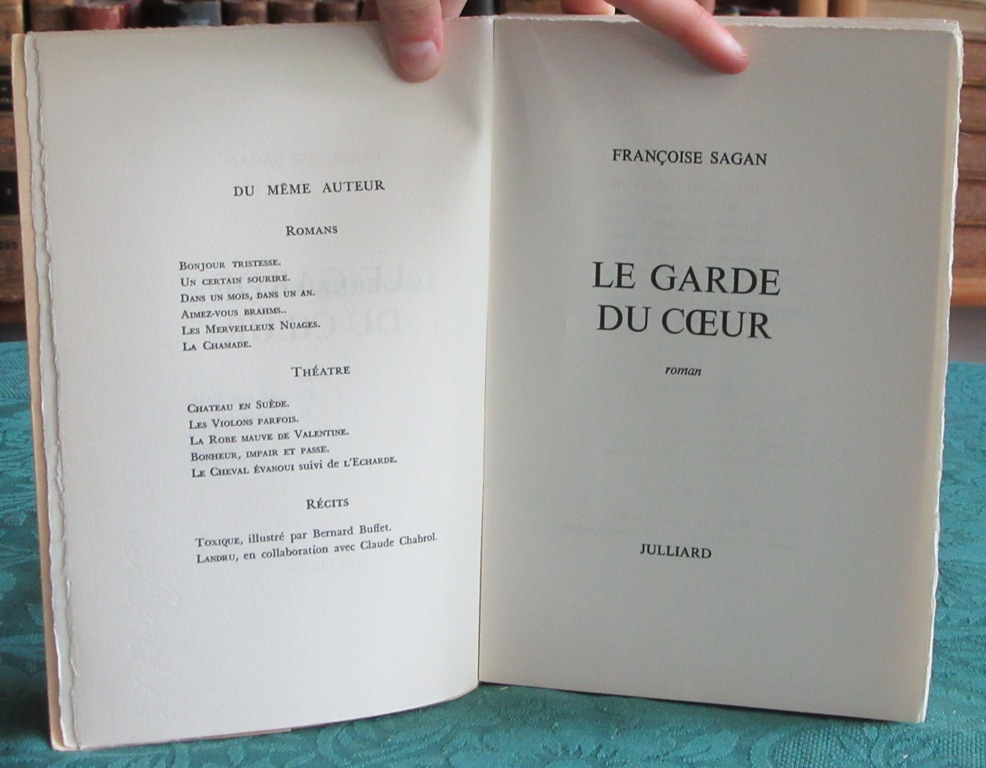 DU MÊME AUTEUR
ROMANS
BONJOUR TRISTESSE.
UN CERTAIN SOURIRE.
DANS UN MOIS, DANS UN AN.
AIMEZ-VOUS BRAHMS..
LES MERVEILLEUX NUAGES.
LA CHAMADE.
THÉATRE
CHATEAU EN SUÈDE.
LES VIOLONS PARFOIS.
LA ROBE MAUVE DE VALENTINE.
BONHEUR, IMPAIR ET PASSE.
LE CHEVAL ÉVANOUI suivi de L'ECHARDE.
RÉCITS
TOXIQUE, illustré par Bernard Buffet.
LANDRU, en collaboration avec Claude Chabrol.
FRANÇOISE SAGAN
LE GARDE
DU CŒUR
roman
JULLIARD